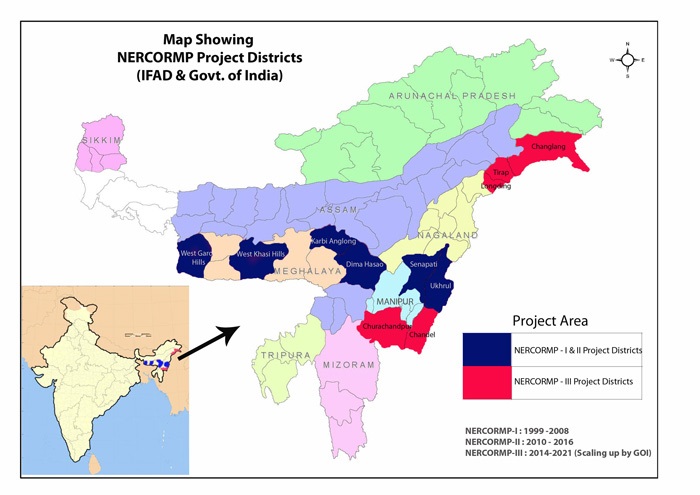 Map Showing
NERCORMP Project Districts
(IFAD & Govt. of India)
N
W E
S
ARUNACHAL PRADESH
SIKKIM
Changlang
Tirap
Longding
ASSAM
NAGALAND
Karbi Anglong
West Garo
Hills
West Khasi Hills
Dima Hasao
Senapati
MEGHALAYA
Ukhrul
MANIPUR
Churachandpur
Chandel
TRIPURA
MIZORAM
Project Area
NERCORMP - I & II Project Districts
NERCORMP - III Project Districts
NERCORMP-I : 1999 -2008
NERCORMP-II : 2010 - 2016
NERCORMP-III : 2014-2021 (Scaling up by GOI)